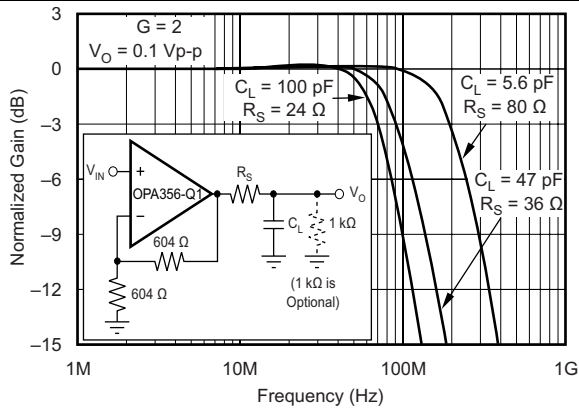 3
0
–3
–6
–9
–12
–15
Normalized Gain (dB)
G = 2
V_O = 0.1 Vp-p
C_L = 100 pF
R_S = 24 Ω
C_L = 5.6 pF
R_S = 80 Ω
C_L = 47 pF
R_S = 36 Ω
V_IN
+
–
OPA356-Q1
R_S
V_O
C_L
1 kΩ
604 Ω
604 Ω
(1 kΩ is
Optional)
1M
10M
100M
1G
Frequency (Hz)